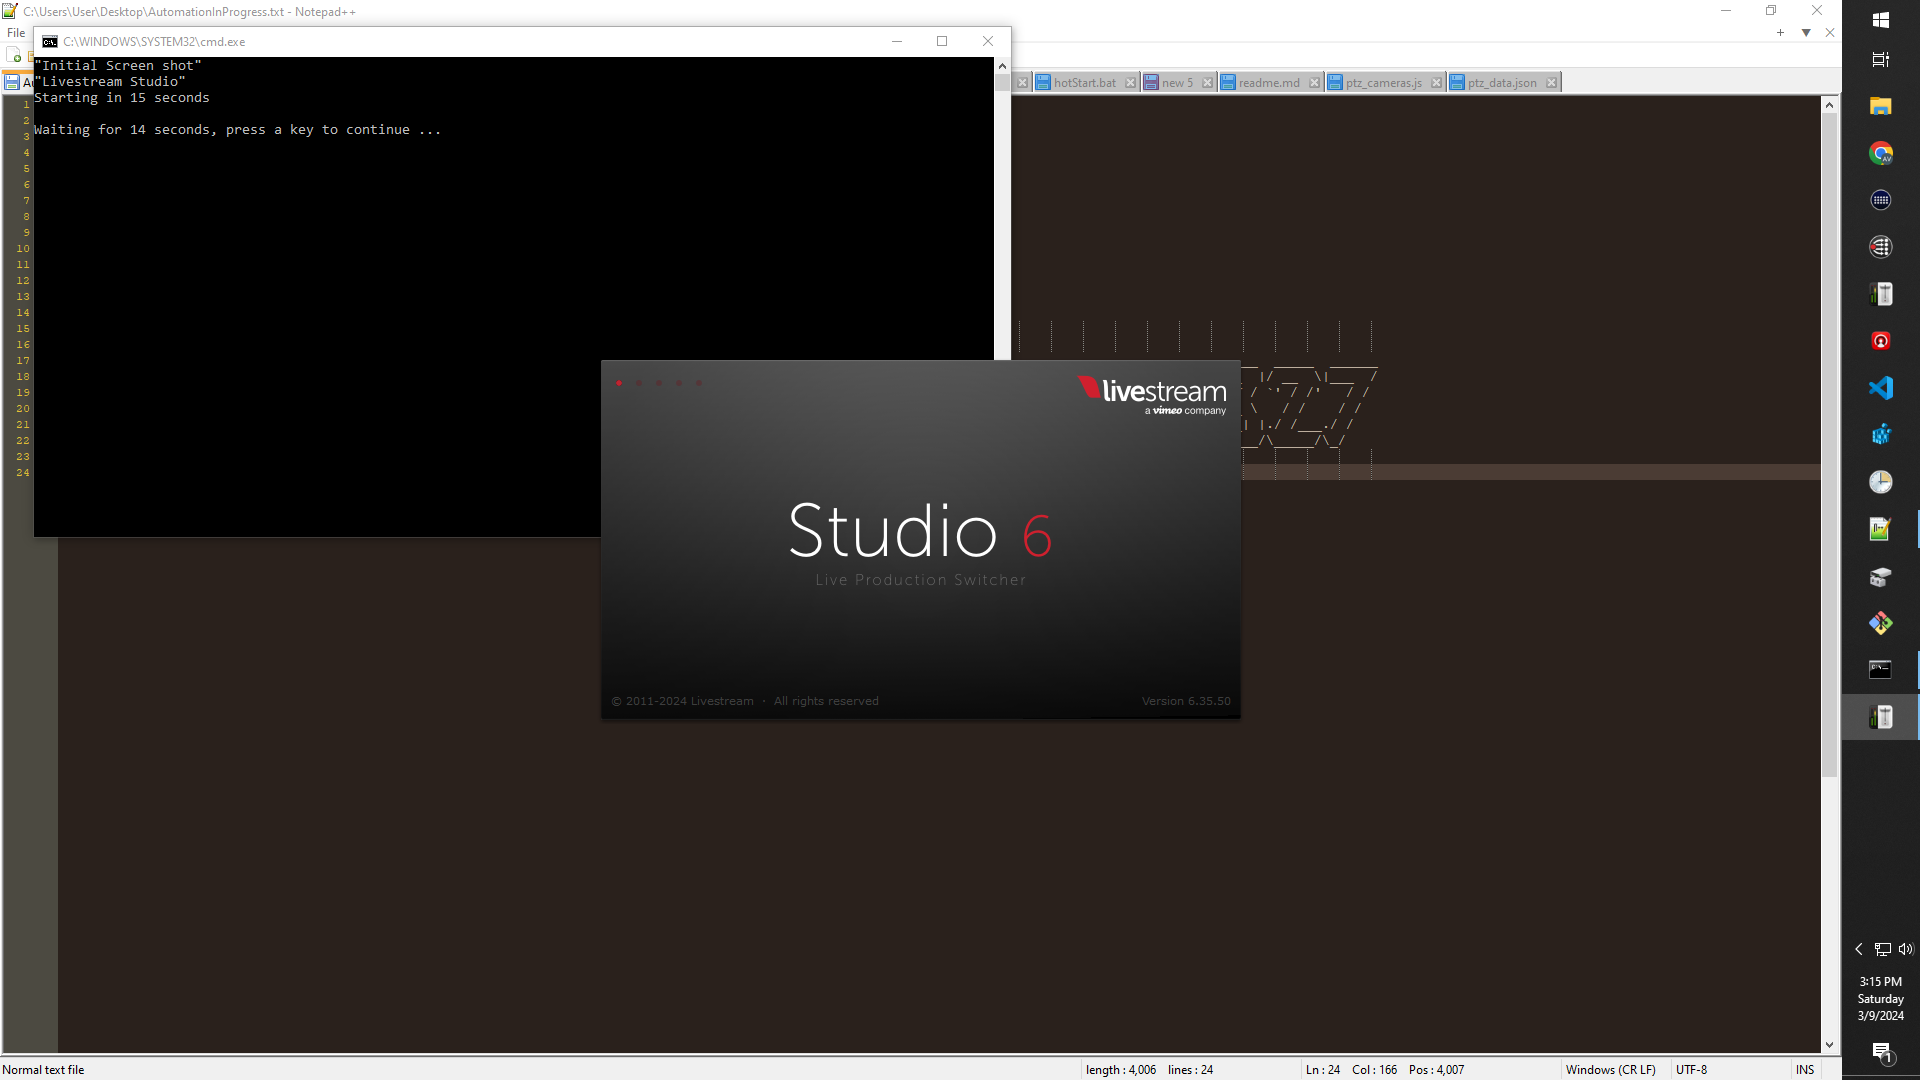 C:\Users\User\Desktop\AutomationInProgress.txt - Notepad++
File
C:\WINDOWS\SYSTEM32\cmd.exe
"Initial Screen shot"
"Livestream Studio"
Starting in 15 seconds
Waiting for 14 seconds, press a key to continue ...
hotStart.bat
new 5
readme.md
ptz_cameras.js
ptz_data.json
1
2
3
4
5
6
7
8
9
10
11
12
13
14
15
16
17
18
19
20
21
22
23
24
livestream
a vimeo company
Studio 6
Live Production Switcher
© 2011-2024 Livestream · All rights reserved
Version 6.35.50
3:15 PM
Saturday
3/9/2024
1
Normal text file
length : 4,006 lines : 24
Ln : 24 Col : 166 Pos : 4,007
Windows (CR LF)
UTF-8
INS